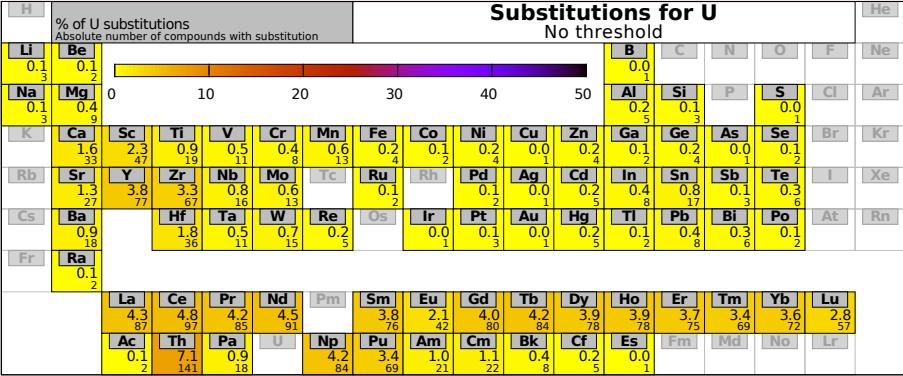 H He
% of U substitutions
Absolute number of compounds with substitution
Substitutions for U
No threshold
Li Be B C N O F Ne
0.1 0.1 0.0
3 2 1
0 10 20 30 40 50
Na Mg Al Si P S Cl Ar
0.1 0.4 0.2 0.1 0.0
3 9 5 3 1
K Ca Sc Ti V Cr Mn Fe Co Ni Cu Zn Ga Ge As Se Br Kr
1.6 2.3 0.9 0.5 0.4 0.6 0.2 0.1 0.2 0.0 0.2 0.1 0.2 0.0 0.1
33 47 19 11 8 13 4 2 4 1 4 2 4 1 2
Rb Sr Y Zr Nb Mo Tc Ru Rh Pd Ag Cd In Sn Sb Te I Xe
1.3 3.8 3.3 0.8 0.6 0.1 0.1 0.0 0.2 0.4 0.8 0.1 0.3
27 77 67 16 13 2 2 1 5 8 17 3 6
Cs Ba Hf Ta W Re Os Ir Pt Au Hg Tl Pb Bi Po At Rn
0.9 1.8 0.5 0.7 0.2 0.0 0.1 0.0 0.2 0.1 0.4 0.3 0.1
18 36 11 15 5 1 3 1 5 2 8 6 2
Fr Ra
0.1
2
La Ce Pr Nd Pm Sm Eu Gd Tb Dy Ho Er Tm Yb Lu
4.3 4.8 4.2 4.5 3.8 2.1 4.0 4.2 3.9 3.9 3.7 3.4 3.6 2.8
87 97 85 91 76 42 80 84 78 78 75 69 72 57
Ac Th Pa U Np Pu Am Cm Bk Cf Es Fm Md No Lr
0.1 7.1 0.9 4.2 3.4 1.0 1.1 0.4 0.2 0.0
2 141 18 84 69 21 22 8 5 1